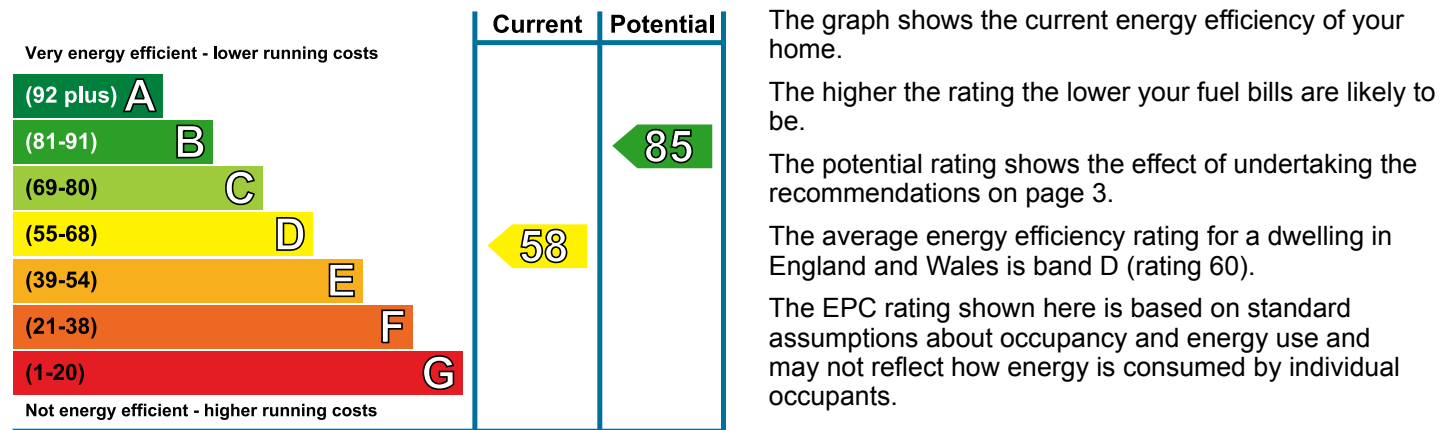 Current Potential
Very energy efficient - lower running costs
(92 plus) A
(81-91) B
85
(69-80) C
(55-68) D
58
(39-54) E
(21-38) F
(1-20) G
Not energy efficient - higher running costs
The graph shows the current energy efficiency of your
home.
The higher the rating the lower your fuel bills are likely to
be.
The potential rating shows the effect of undertaking the
recommendations on page 3.
The average energy efficiency rating for a dwelling in
England and Wales is band D (rating 60).
The EPC rating shown here is based on standard
assumptions about occupancy and energy use and
may not reflect how energy is consumed by individual
occupants.